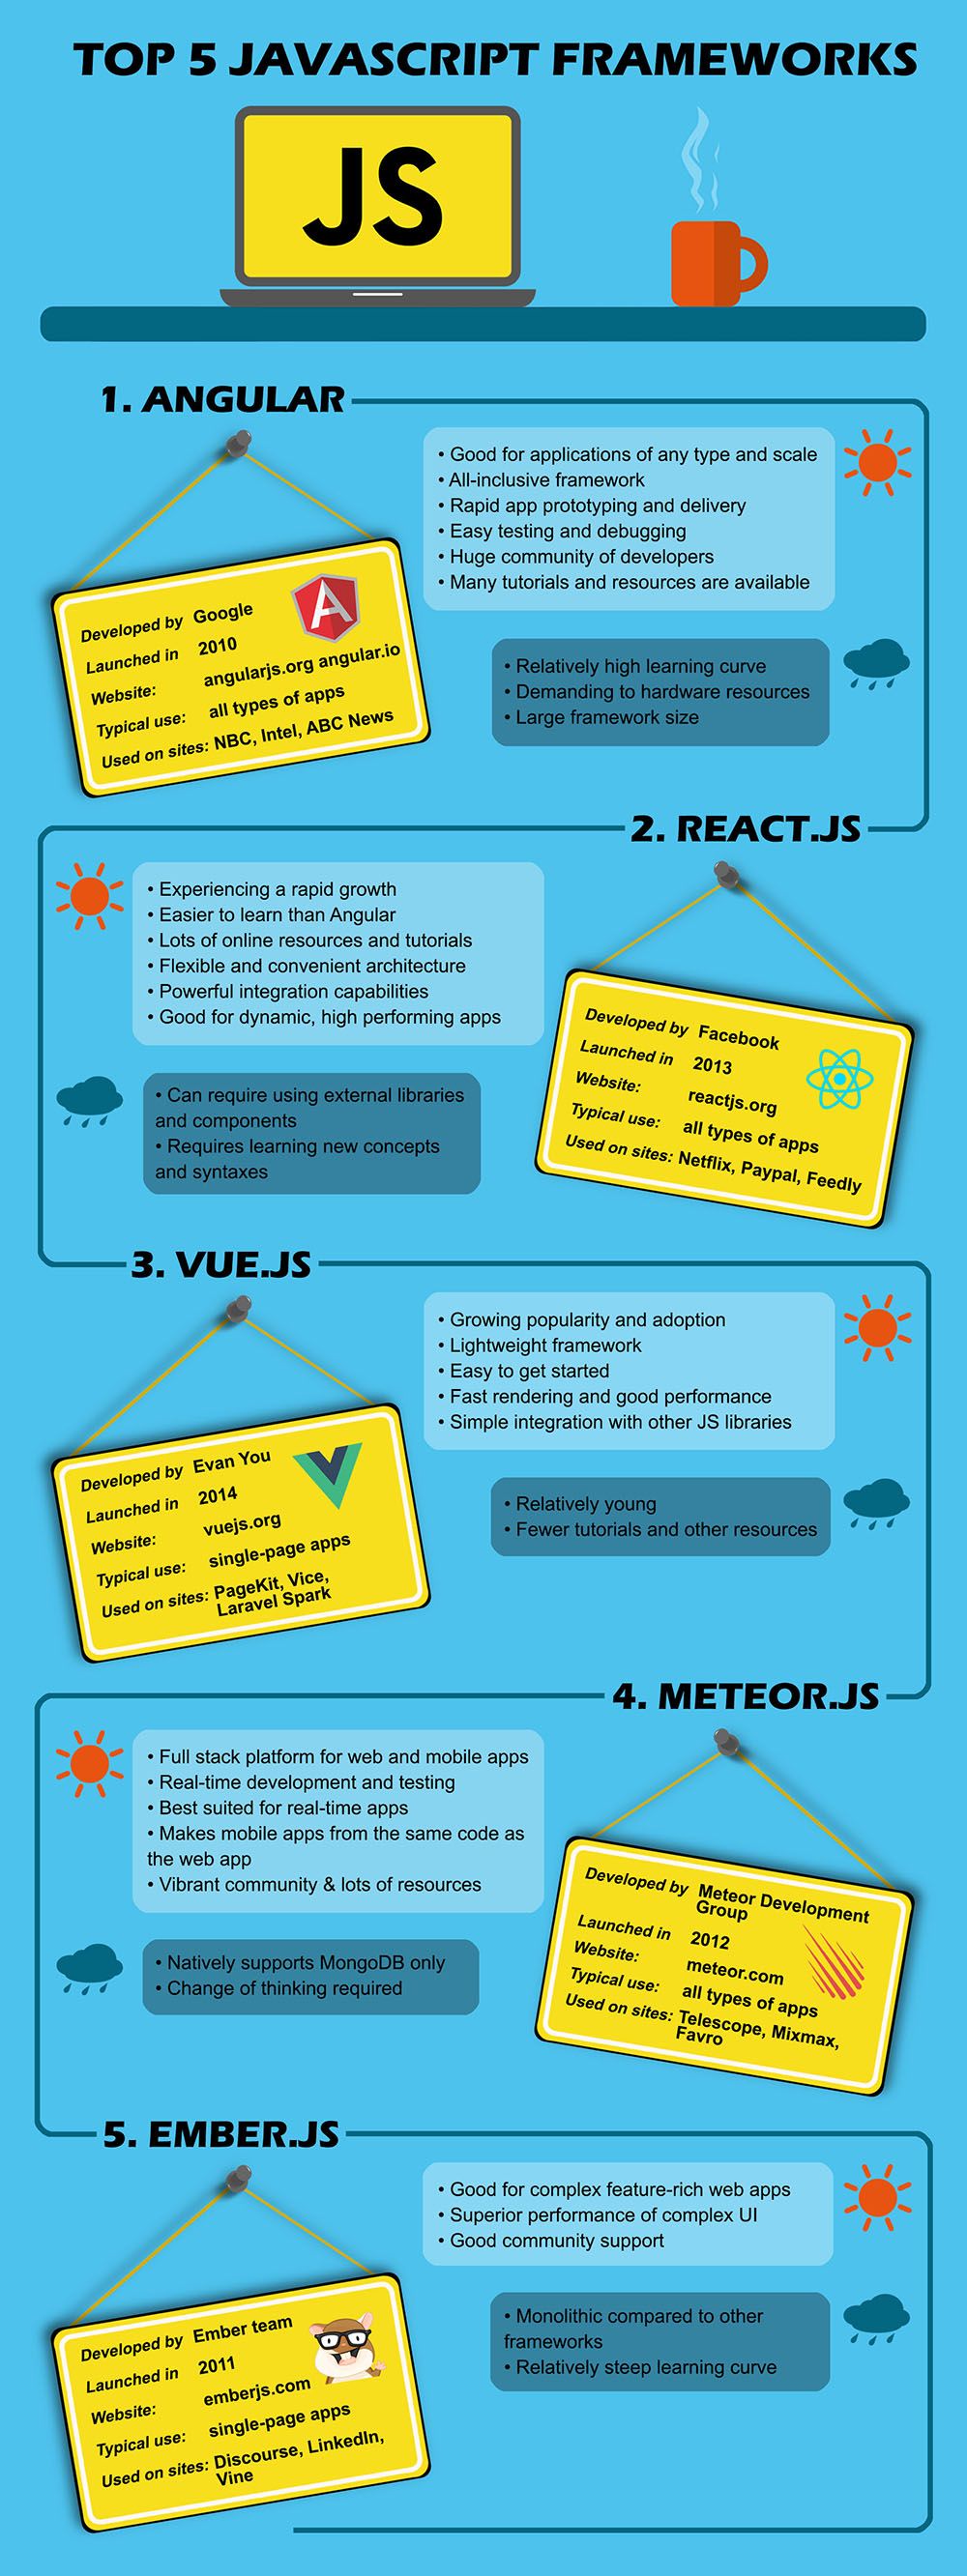 TOP 5 JAVASCRIPT FRAMEWORKS
JS
1. ANGULAR
• Good for applications of any type and scale
• All-inclusive framework
• Rapid app prototyping and delivery
• Easy testing and debugging
• Huge community of developers
• Many tutorials and resources are available
• Relatively high learning curve
• Demanding to hardware resources
• Large framework size
Developed by Google
Launched in 2010
Website: angularjs.org angular.io
Typical use: all types of apps
Used on sites: NBC, Intel, ABC News
2. REACT.JS
• Experiencing a rapid growth
• Easier to learn than Angular
• Lots of online resources and tutorials
• Flexible and convenient architecture
• Powerful integration capabilities
• Good for dynamic, high performing apps
• Can require using external libraries
and components
• Requires learning new concepts
and syntaxes
Developed by Facebook
Launched in 2013
Website: reactjs.org
Typical use: all types of apps
Used on sites: Netflix, Paypal, Feedly
3. VUE.JS
• Growing popularity and adoption
• Lightweight framework
• Easy to get started
• Fast rendering and good performance
• Simple integration with other JS libraries
• Relatively young
• Fewer tutorials and other resources
Developed by Evan You
Launched in 2014
Website: vuejs.org
Typical use: single-page apps
Used on sites: PageKit, Vice,
Laravel Spark
4. METEOR.JS
• Full stack platform for web and mobile apps
• Real-time development and testing
• Best suited for real-time apps
• Makes mobile apps from the same code as
the web app
• Vibrant community & lots of resources
• Natively supports MongoDB only
• Change of thinking required
Developed by Meteor Development
Group
Launched in 2012
Website: meteor.com
Typical use: all types of apps
Used on sites: Telescope, Mixmax,
Favro
5. EMBER.JS
• Good for complex feature-rich web apps
• Superior performance of complex UI
• Good community support
• Monolithic compared to other
frameworks
• Relatively steep learning curve
Developed by Ember team
Launched in 2011
Website: emberjs.com
Typical use: single-page apps
Used on sites: Discourse, LinkedIn,
Vine